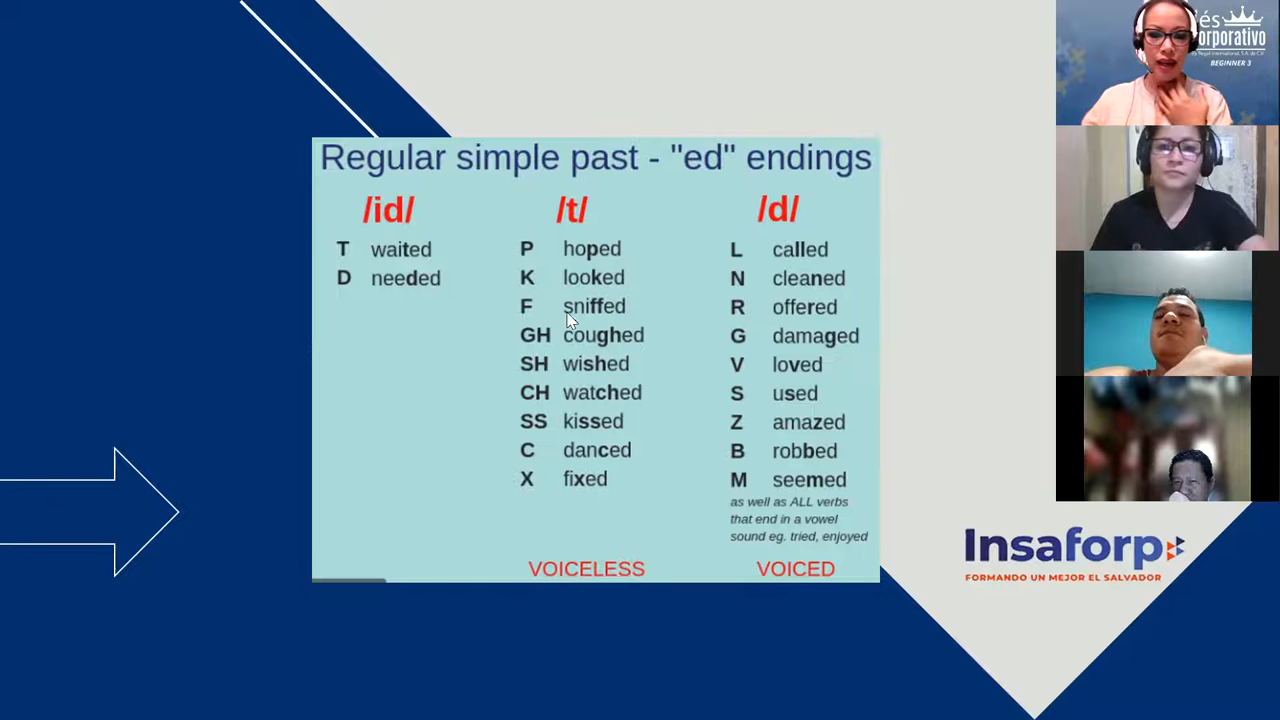 Regular simple past - "ed" endings
/id/ /t/ /d/
T waited
D needed
P hoped
K looked
F sniffed
GH coughed
SH wished
CH watched
SS kissed
C danced
X fixed
VOICELESS
L called
N cleaned
R offered
G damaged
V loved
S used
Z amazed
B robbed
M seemed
as well as ALL verbs
that end in a vowel
sound eg. tried, enjoyed
VOICED
BEGINNER 3
Insaforp
FORMANDO UN MEJOR EL SALVADOR